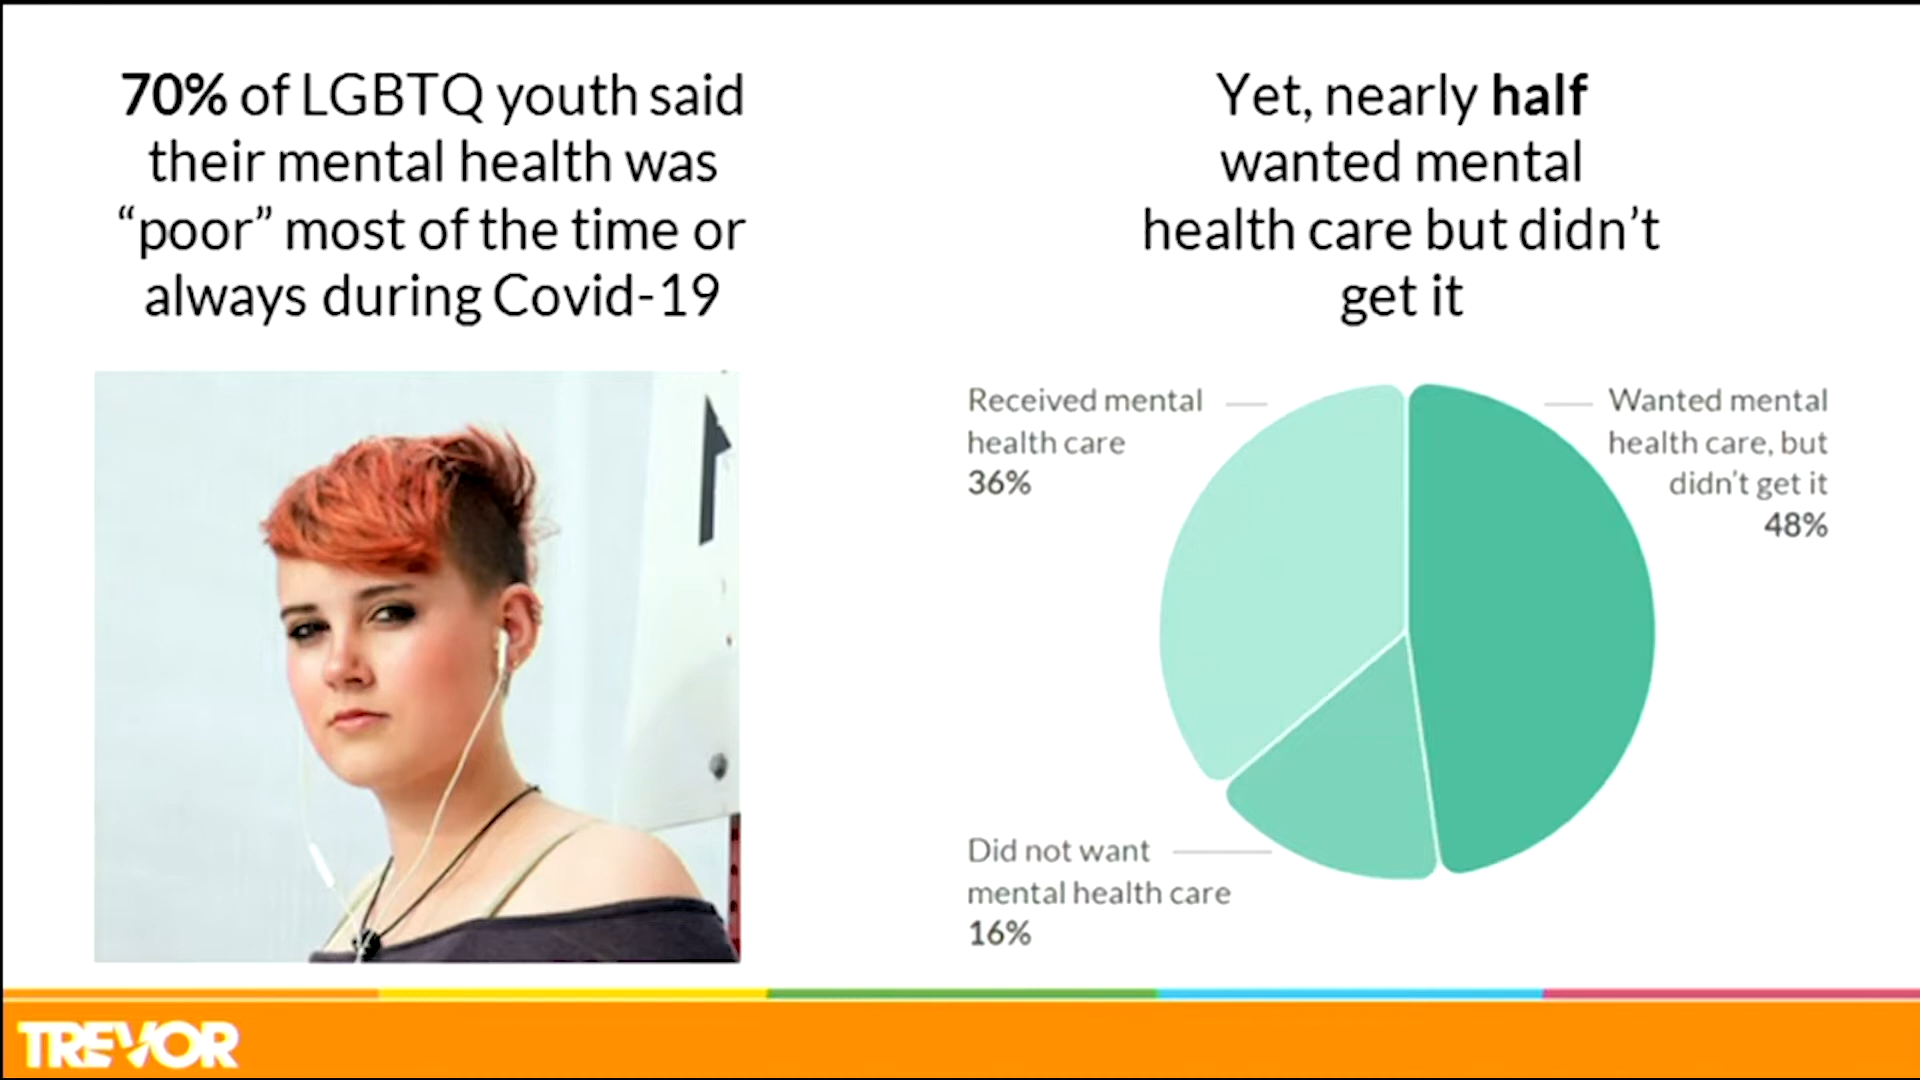 70% of LGBTQ youth said
their mental health was
“poor” most of the time or
always during Covid-19
Yet, nearly half
wanted mental
health care but didn’t
get it
Received mental
health care
36%
Wanted mental
health care, but
didn’t get it
48%
Did not want
mental health care
16%
TREVOR